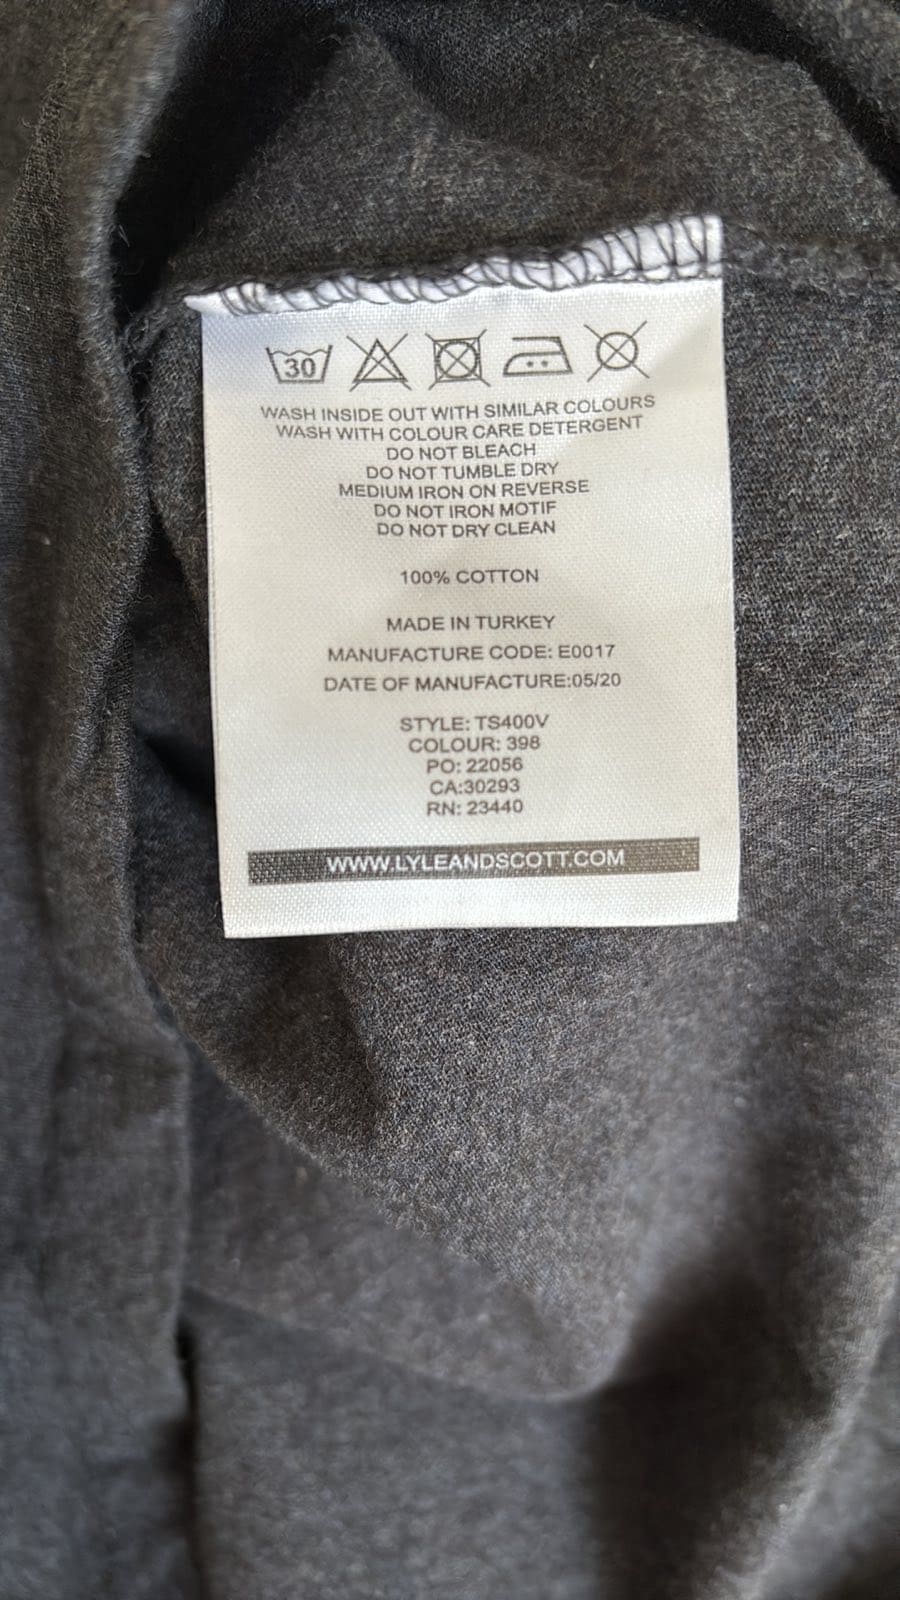 30
WASH INSIDE OUT WITH SIMILAR COLOURS
WASH WITH COLOUR CARE DETERGENT
DO NOT BLEACH
DO NOT TUMBLE DRY
MEDIUM IRON ON REVERSE
DO NOT IRON MOTIF
DO NOT DRY CLEAN
100% COTTON
MADE IN TURKEY
MANUFACTURE CODE: E0017
DATE OF MANUFACTURE:05/20
STYLE: TS400V
COLOUR: 398
PO: 22056
CA:30293
RN: 23440
WWW.LYLEANDSCOTT.COM